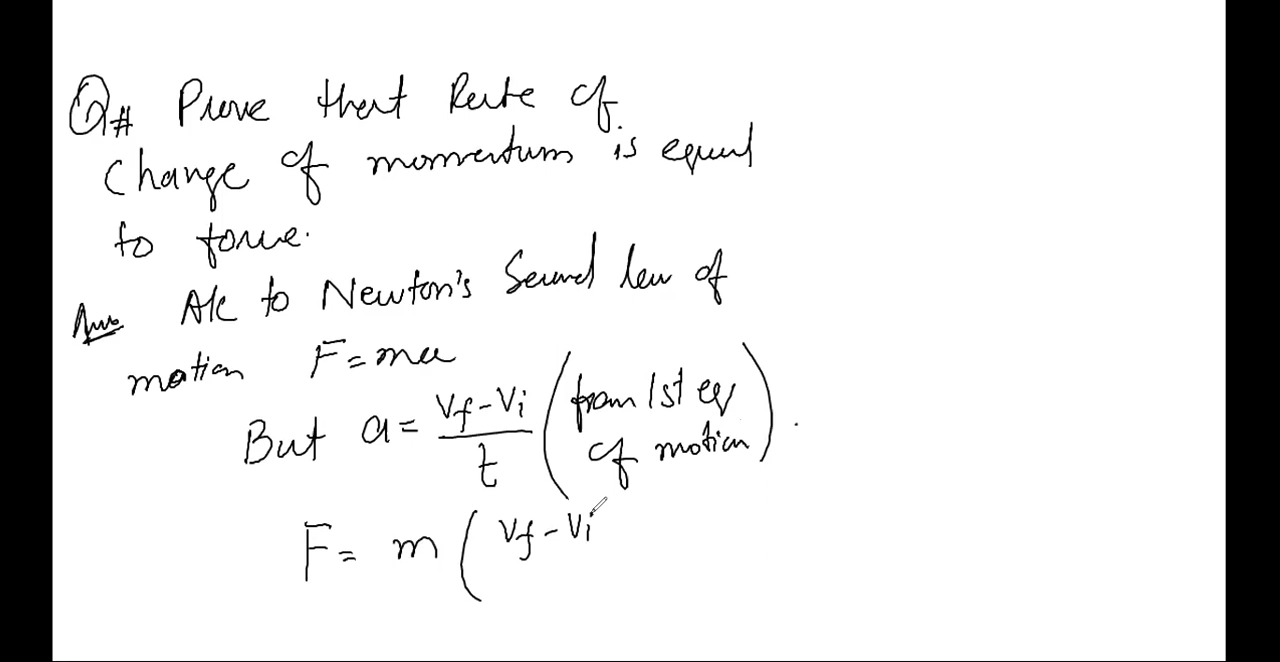 Q# Prove that Rate of
Change of momentum is equal
to force.
Ans A/c to Newton's Second law of
motion F = ma
But a = Vf - Vi / t (from 1st eq of motion).
F = m ( Vf - Vi